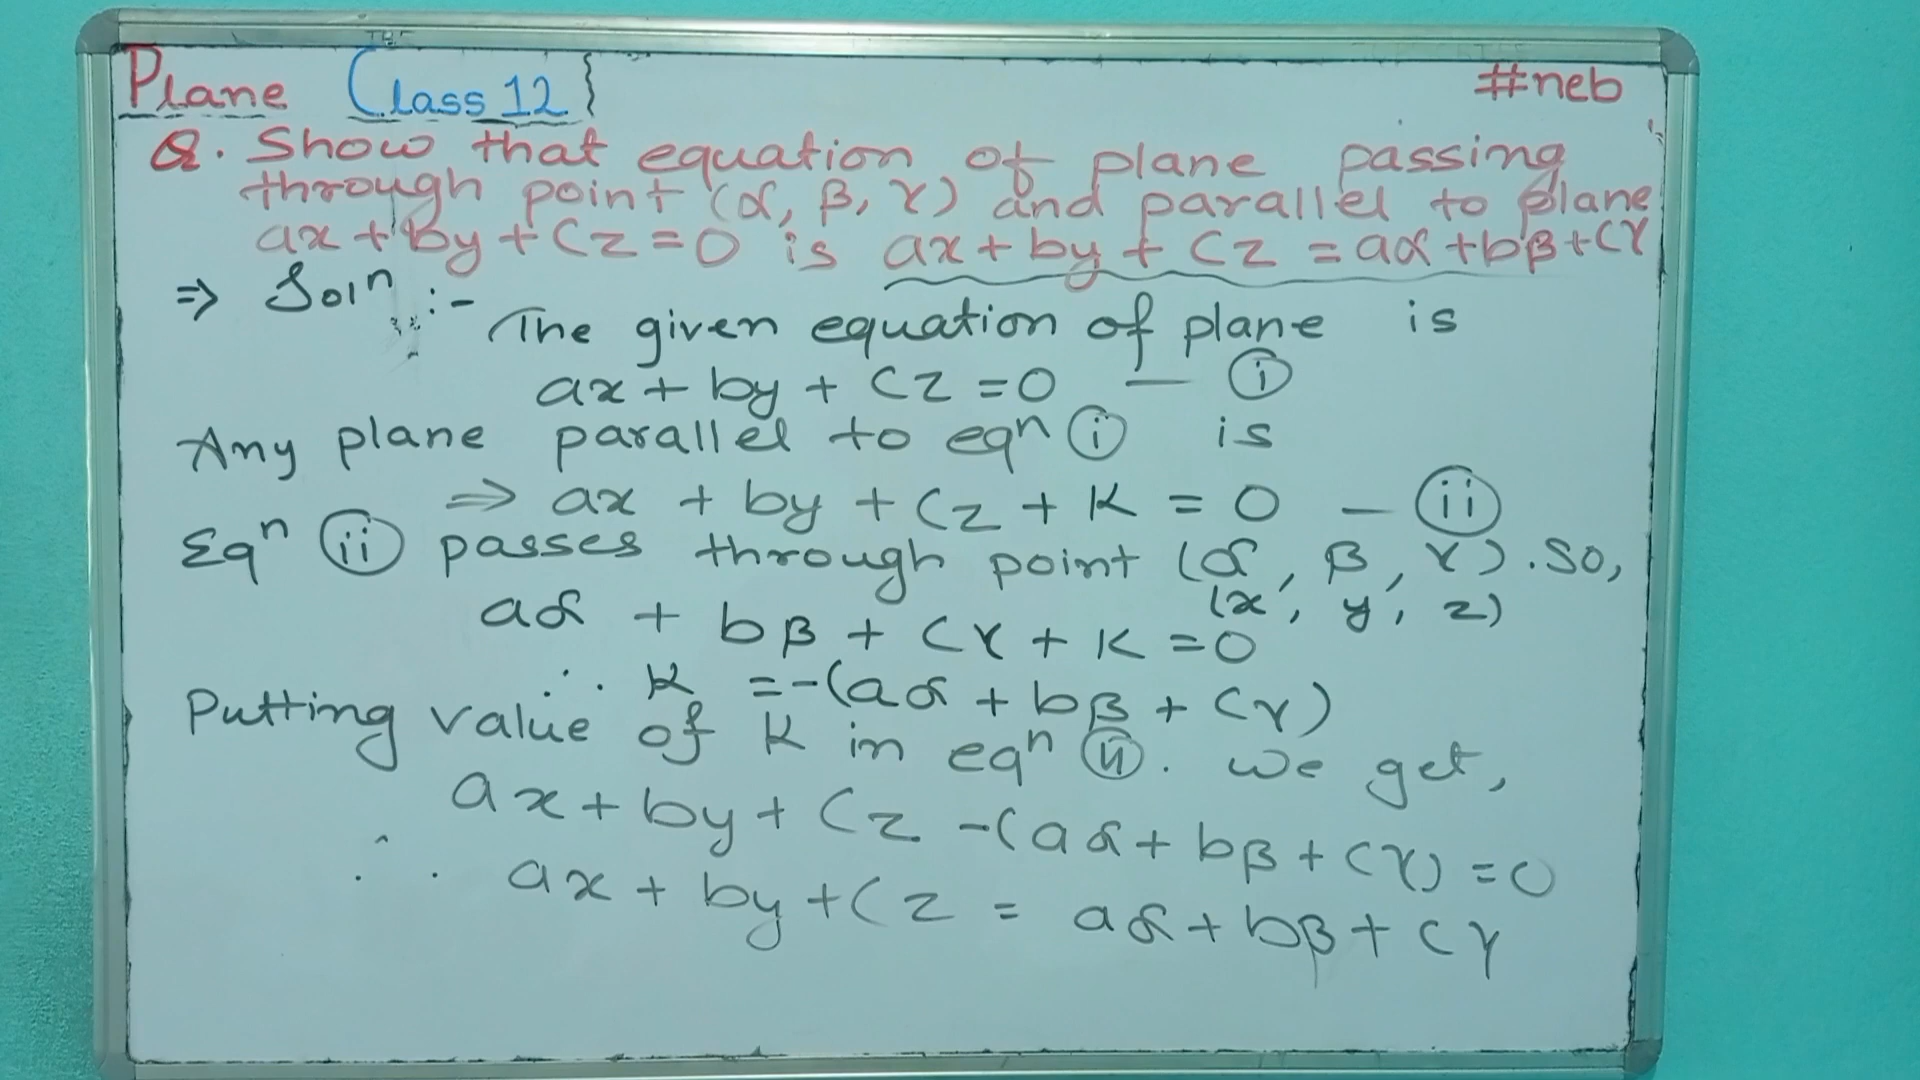 Plane Class 12 #neb
Q. Show that equation of plane passing
through point (α, β, γ) and parallel to plane
ax + by + cz = 0 is ax + by + cz = aα + bβ + cγ
⇒ Solⁿ :- The given equation of plane is
ax + by + cz = 0 — (i)
Any plane parallel to eqⁿ (i) is
⇒ ax + by + cz + K = 0 — (ii)
Eqⁿ (ii) passes through point (α, β, γ). So,
(x, y, z)
aα + bβ + cγ + K = 0
∴ K = -(aα + bβ + cγ)
Putting value of K in eqⁿ (ii). We get,
ax + by + cz - (aα + bβ + cγ) = 0
∴ ax + by + cz = aα + bβ + cγ